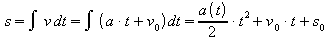 s = ∫ v dt = ∫ (a · t + v₀) dt = a(t)/2 · t² + v₀ · t + s₀